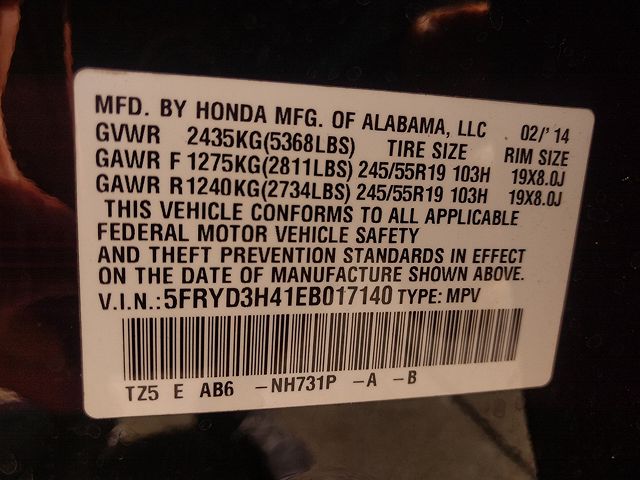 MFD. BY HONDA MFG. OF ALABAMA, LLC 02/'14
GVWR 2435KG(5368LBS) TIRE SIZE RIM SIZE
GAWR F 1275KG(2811LBS) 245/55R19 103H 19X8.0J
GAWR R 1240KG(2734LBS) 245/55R19 103H 19X8.0J
THIS VEHICLE CONFORMS TO ALL APPLICABLE
FEDERAL MOTOR VEHICLE SAFETY
AND THEFT PREVENTION STANDARDS IN EFFECT
ON THE DATE OF MANUFACTURE SHOWN ABOVE.
V.I.N.: 5FRYD3H41EB017140 TYPE: MPV
TZ5 E AB6 -NH731P -A -B